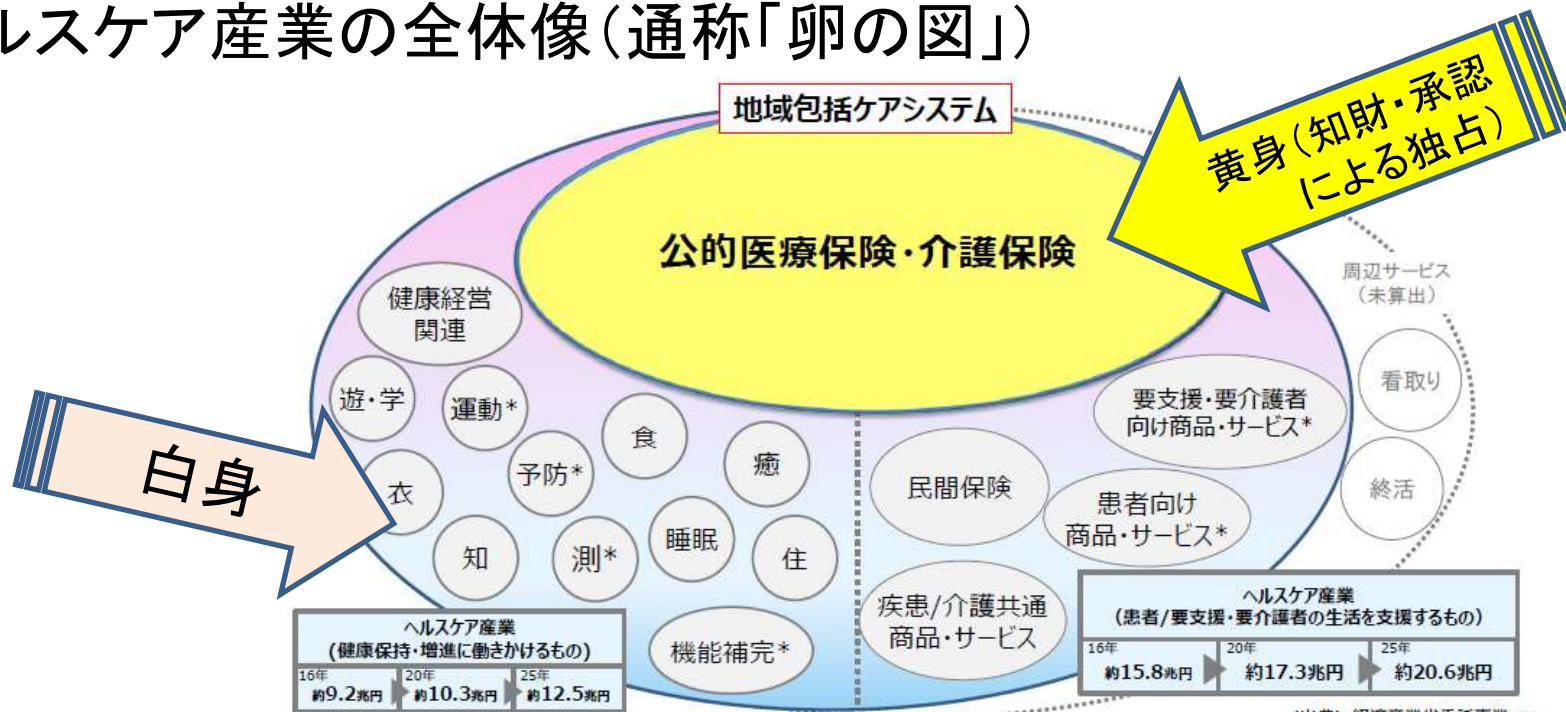 ルスケア産業の全体像(通称「卵の図」)
地域包括ケアシステム
黄身(知財・承認
による独占)
公的医療保険・介護保険
周辺サービス
(未算出)
健康経営
関連
遊・学
運動*
食
癒
予防*
衣
知
測*
睡眠
住
機能補完*
白身
要支援・要介護者
向け商品・サービス*
民間保険
患者向け
商品・サービス*
疾患/介護共通
商品・サービス
看取り
終活
ヘルスケア産業
(健康保持・増進に働きかけるもの)
16年 20年 25年
約9.2兆円 約10.3兆円 約12.5兆円
ヘルスケア産業
(患者/要支援・要介護者の生活を支援するもの)
16年 20年 25年
約15.8兆円 約17.3兆円 約20.6兆円